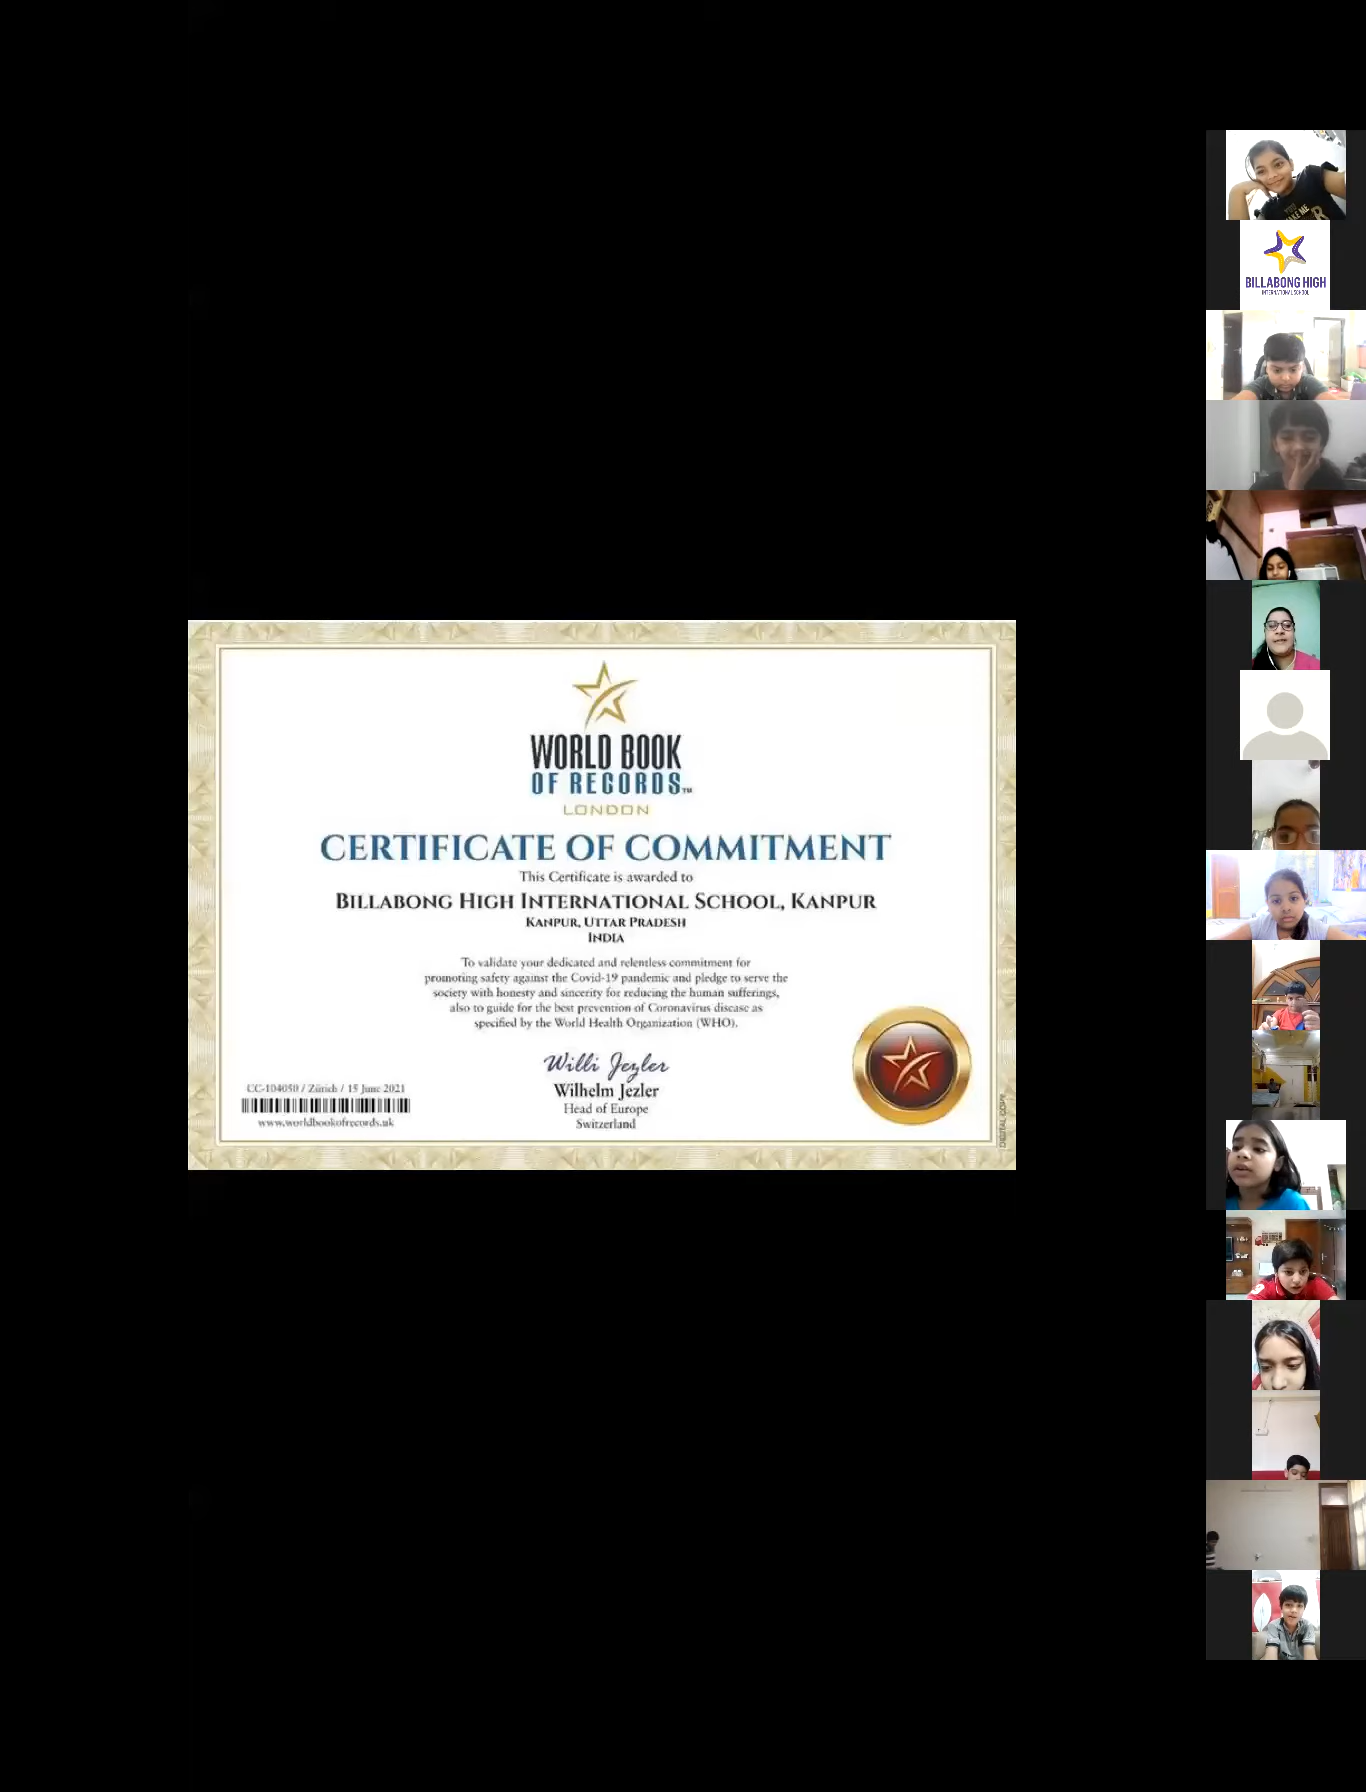 WORLD BOOK
OF RECORDS™
LONDON
CERTIFICATE OF COMMITMENT
This Certificate is awarded to
BILLABONG HIGH INTERNATIONAL SCHOOL, KANPUR
KANPUR, UTTAR PRADESH
INDIA
To validate your dedicated and relentless commitment for
promoting safety against the Covid-19 pandemic and pledge to serve the
society with honesty and sincerity for reducing the human sufferings,
also to guide for the best prevention of Coronavirus disease as
specified by the World Health Organization (WHO).
Willi Jezler
Wilhelm Jezler
Head of Europe
Switzerland
CC-104050 / Zürich / 15 June 2021
www.worldbookofrecords.uk
DIGITAL COPY
BILLABONG HIGH
INTERNATIONAL SCHOOL